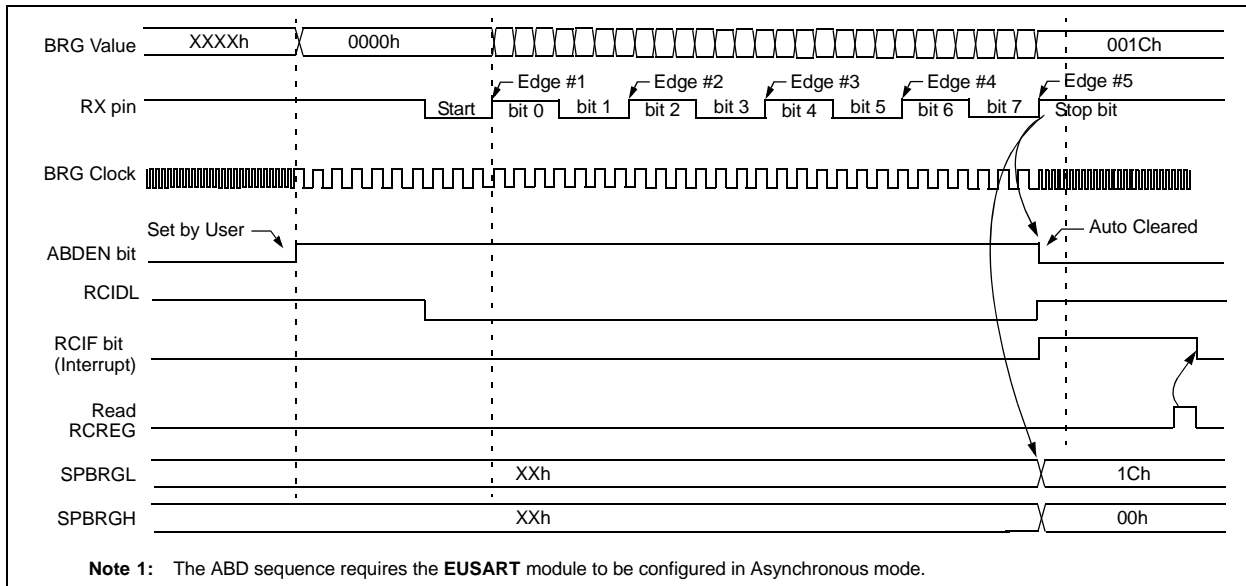 BRG Value XXXXh 0000h 001Ch
Edge #1 Edge #2 Edge #3 Edge #4 Edge #5
RX pin Start bit 0 bit 1 bit 2 bit 3 bit 4 bit 5 bit 6 bit 7 Stop bit
BRG Clock
Set by User Auto Cleared
ABDEN bit
RCIDL
RCIF bit
(Interrupt)
Read
RCREG
SPBRGL XXh 1Ch
SPBRGH XXh 00h
Note 1: The ABD sequence requires the EUSART module to be configured in Asynchronous mode.